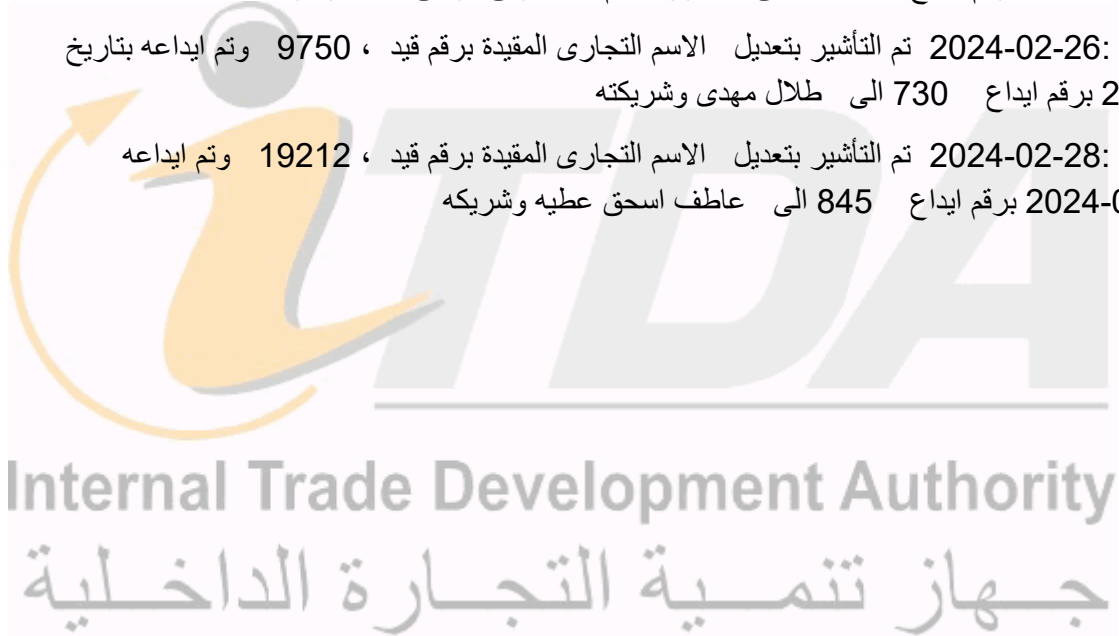 2024-02-26: تم التأشير بتعديل الاسم التجارى المقيدة برقم قيد ، 9750 وتم ايداعه بتاريخ
برقم ايداع 730 الى طلال مهدى وشريكته
2024-02-28: تم التأشير بتعديل الاسم التجارى المقيدة برقم قيد ، 19212 وتم ايداعه
برقم ايداع 845 الى عاطف اسحق عطيه وشريكه
iTDA
Internal Trade Development Authority
جهاز تنمية التجارة الداخلية